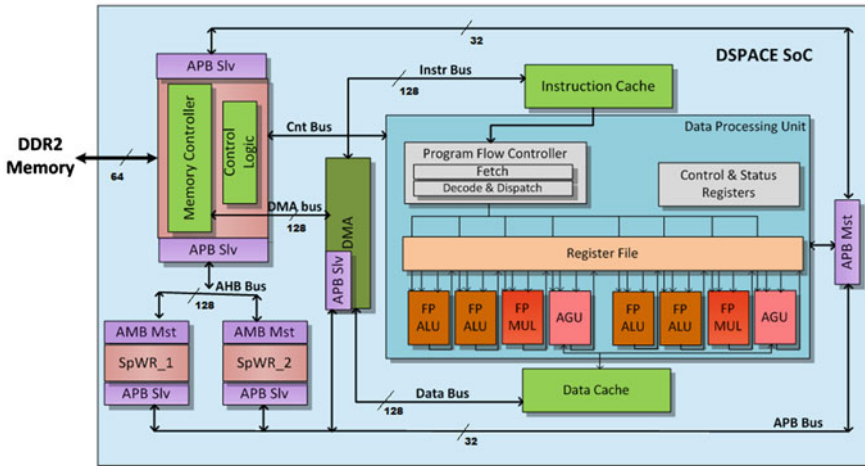 32
DSPACE SoC
APB Slv
Instr Bus
128
Instruction Cache
Memory Controller
Control Logic
Cnt Bus
Data Processing Unit
DDR2 Memory
64
Program Flow Controller
Fetch
Decode & Dispatch
Control & Status Registers
DMA bus
128
DMA
APB Slv
APB Mst
Register File
APB Slv
AHB Bus
128
FP ALU
FP ALU
FP MUL
AGU
FP ALU
FP ALU
FP MUL
AGU
AMB Mst
SpWR_1
APB Slv
AMB Mst
SpWR_2
APB Slv
Data Bus
128
Data Cache
APB Bus
32